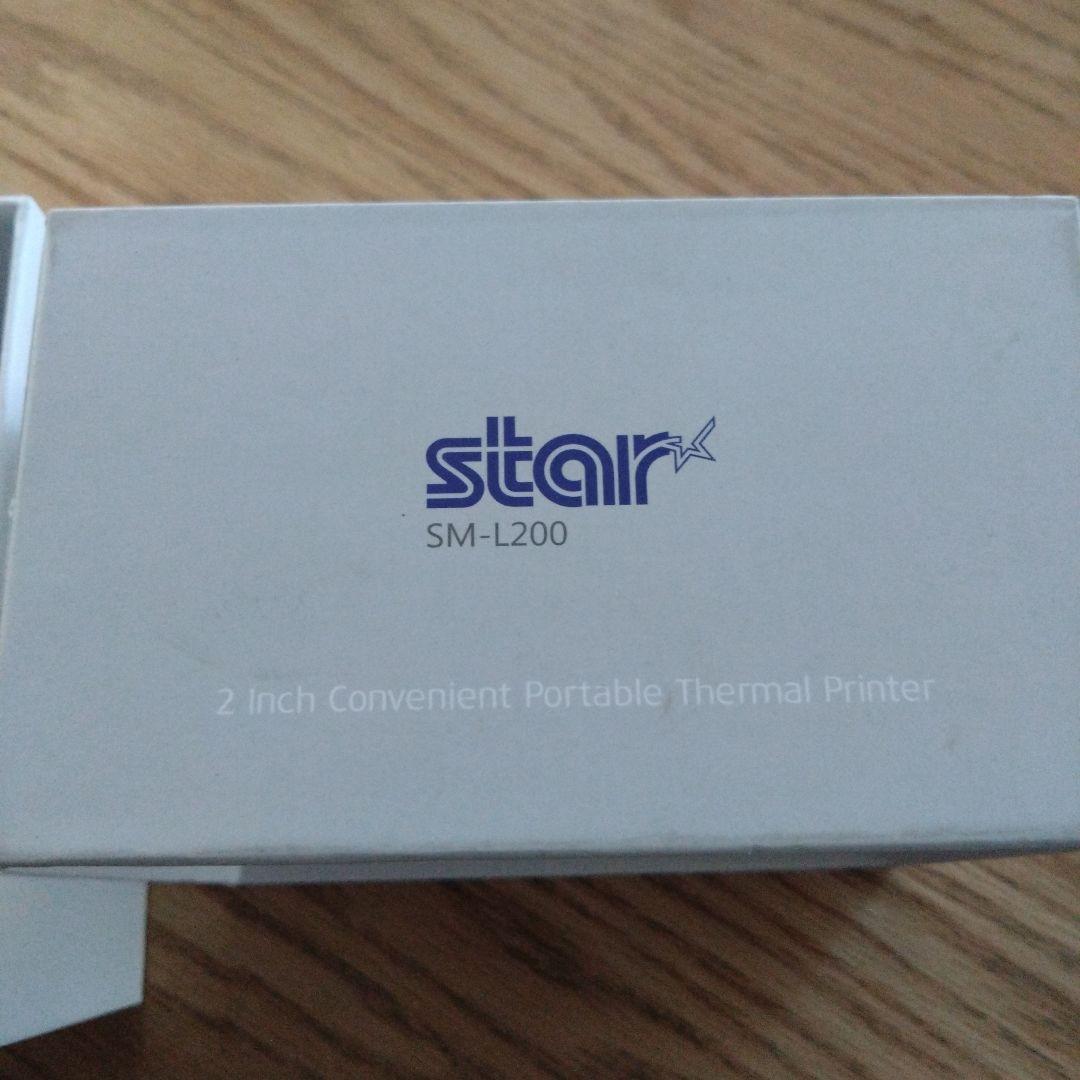 star
SM-L200
2 Inch Convenient Portable Thermal Printer